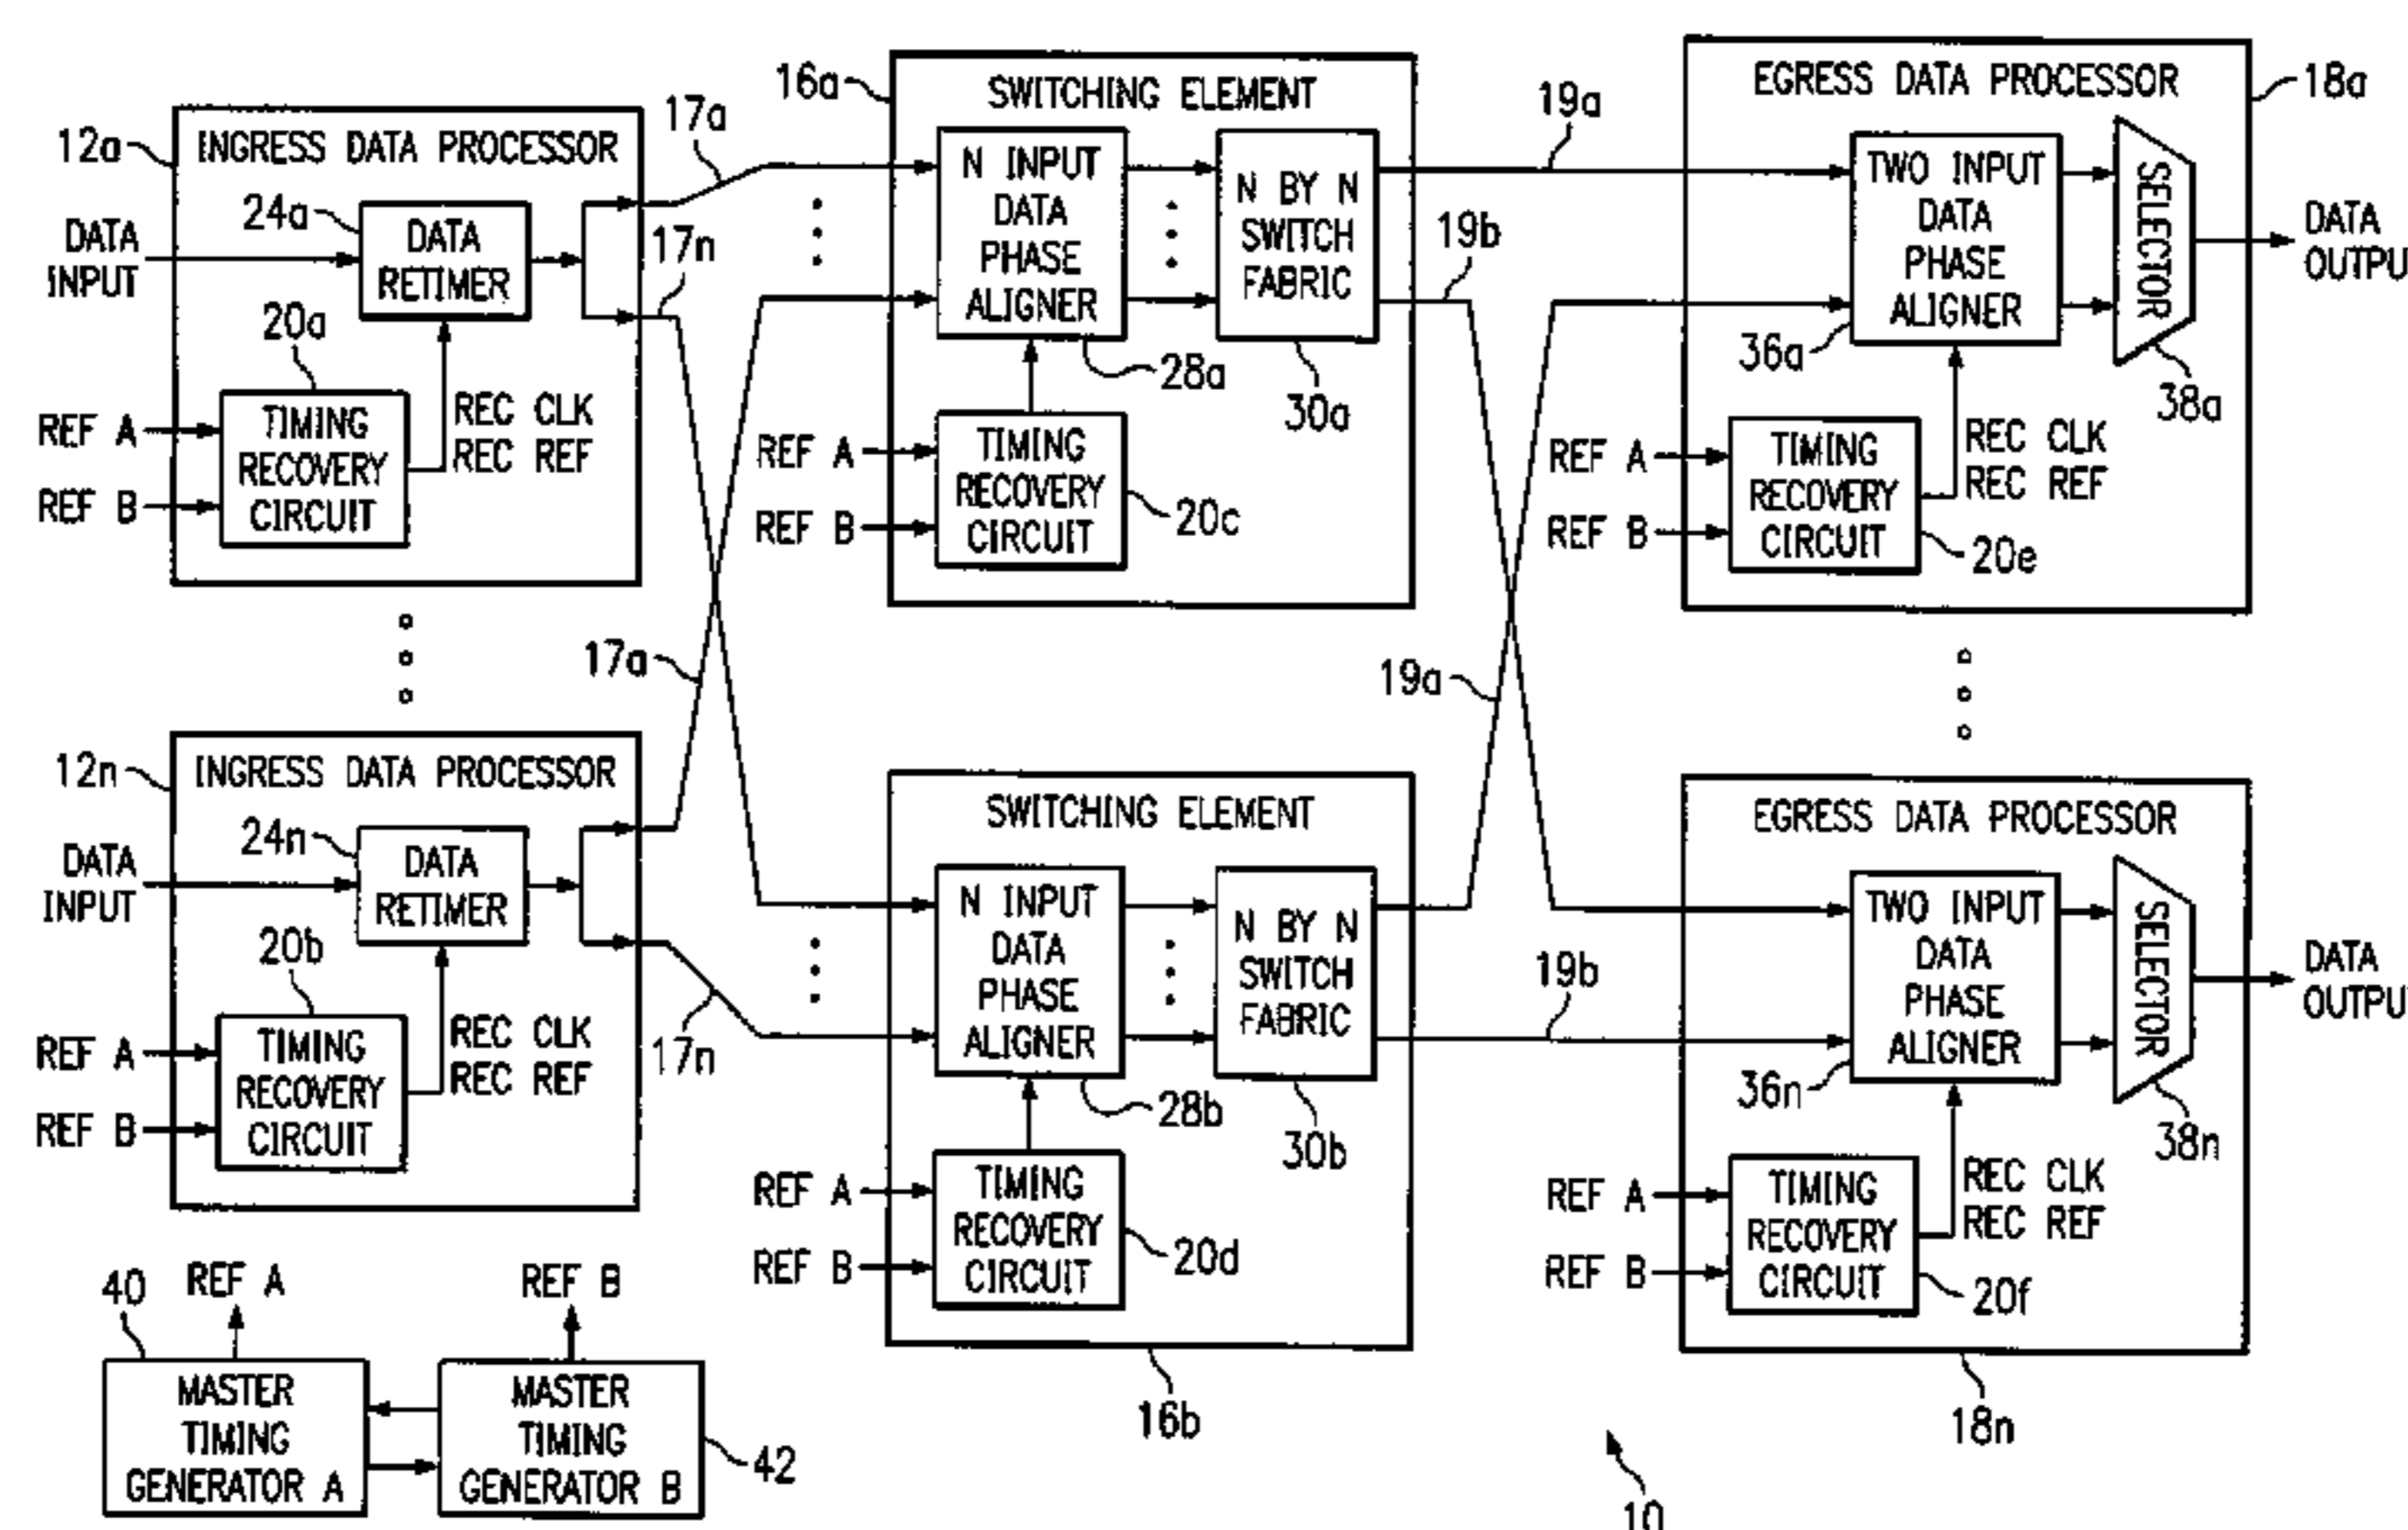 12a
INGRESS DATA PROCESSOR
24a
DATA
INPUT
DATA
RETIMER
20a
REF A
REF B
TIMING
RECOVERY
CIRCUIT
REC CLK
REC REF
17a
17n
16a
SWITCHING ELEMENT
N INPUT
DATA
PHASE
ALIGNER
N BY N
SWITCH
FABRIC
28a
30a
REF A
REF B
TIMING
RECOVERY
CIRCUIT
20c
19a
19b
EGRESS DATA PROCESSOR
18a
TWO INPUT
DATA
PHASE
ALIGNER
SELECTOR
DATA
OUTPU
36a
38a
REF A
REF B
TIMING
RECOVERY
CIRCUIT
REC CLK
REC REF
20e
17a
19a
12n
INGRESS DATA PROCESSOR
24n
DATA
INPUT
DATA
RETIMER
20b
REF A
REF B
TIMING
RECOVERY
CIRCUIT
REC CLK
REC REF
17n
SWITCHING ELEMENT
N INPUT
DATA
PHASE
ALIGNER
N BY N
SWITCH
FABRIC
28b
30b
REF A
REF B
TIMING
RECOVERY
CIRCUIT
20d
16b
19b
EGRESS DATA PROCESSOR
TWO INPUT
DATA
PHASE
ALIGNER
SELECTOR
DATA
OUTPUT
36n
38n
REF A
REF B
TIMING
RECOVERY
CIRCUIT
REC CLK
REC REF
20f
18n
40
REF A
REF B
MASTER
TIMING
GENERATOR A
MASTER
TIMING
GENERATOR B
42
10